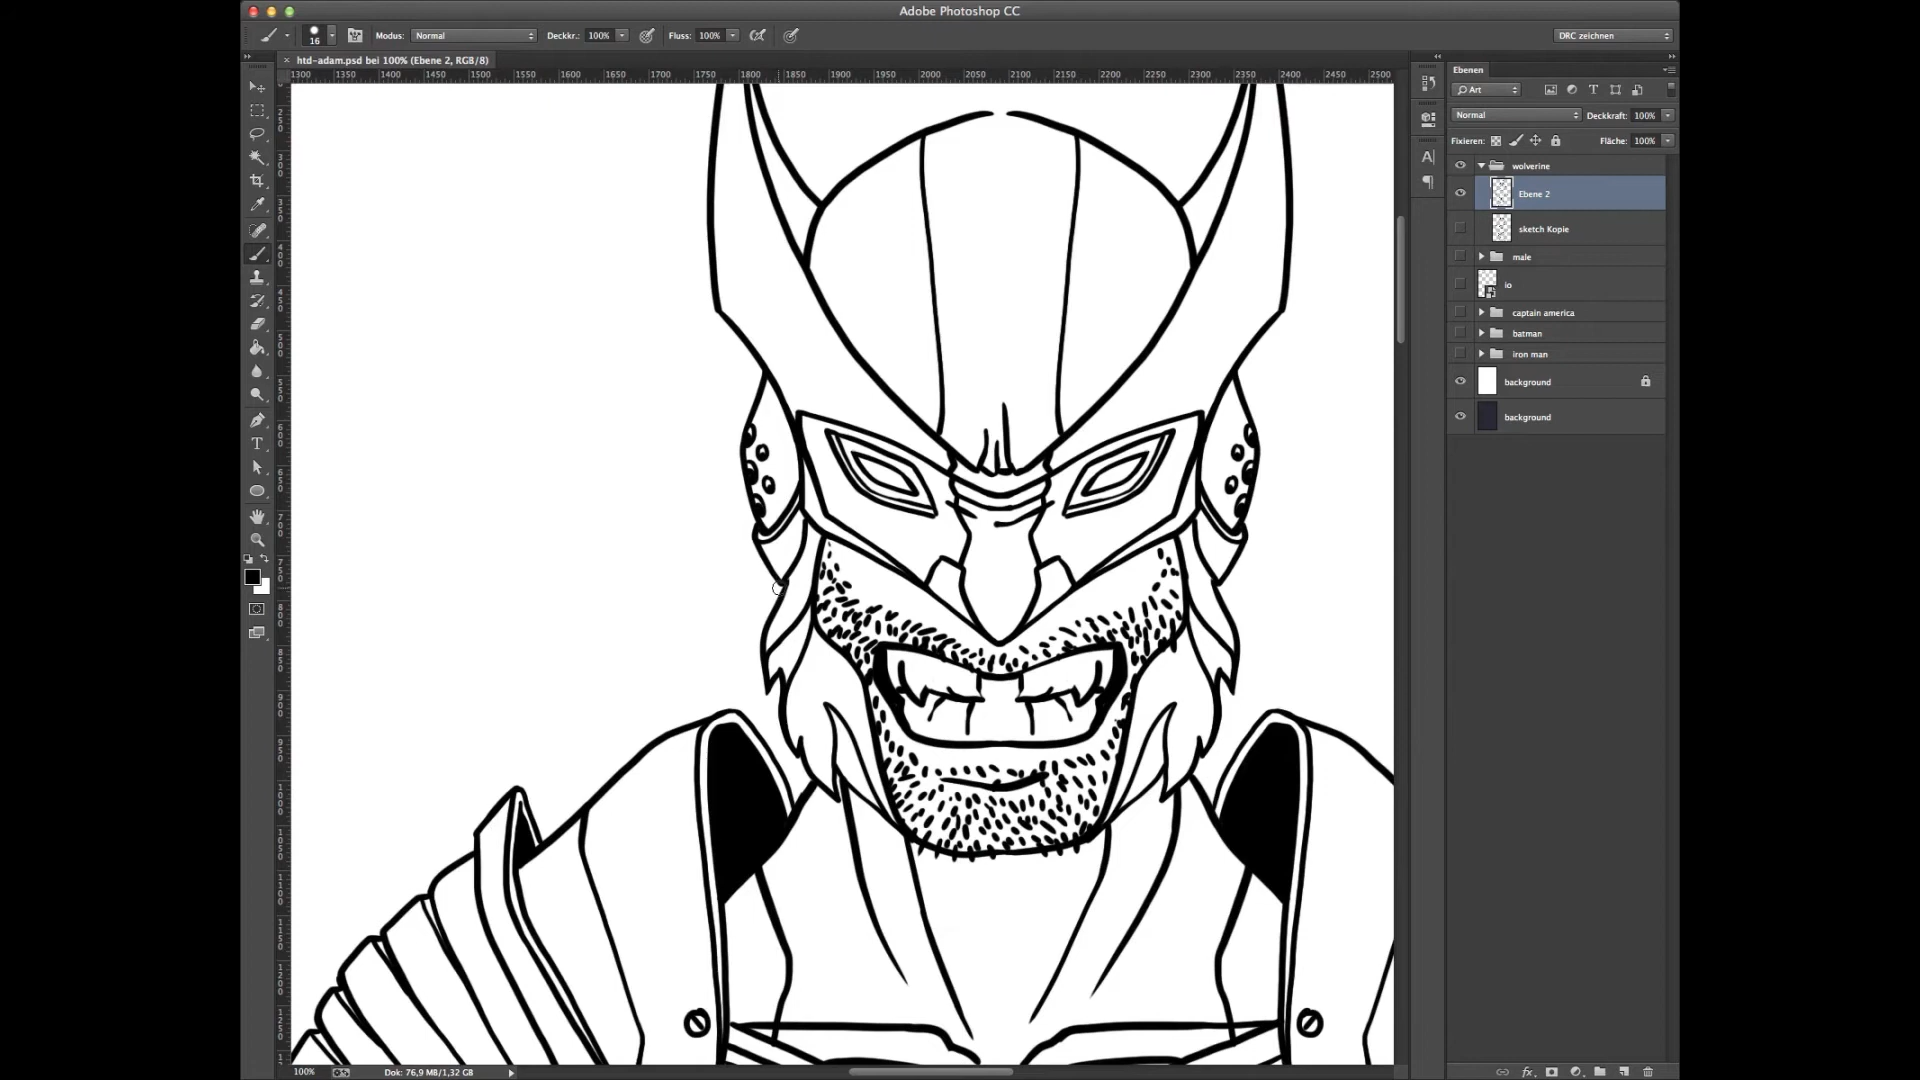 Adobe Photoshop CC
16 Modus: Normal Deckkr.: 100% Fluss: 100% DRC zeichnen
× htd-adam.psd bei 100% (Ebene 2, RGB/8)
1300 1350 1400 1450 1500 1550 1600 1650 1700 1750 1800 1850 1900 1950 2000 2050 2100 2150 2200 2250 2300 2350 2400 2450 2500
Ebenen
Art
Normal Deckkraft: 100%
Fixieren: Fläche: 100%
wolverine
Ebene 2
sketch Kopie
male
io
captain america
batman
iron man
background
background
100% Dok: 76,9 MB/1,32 GB